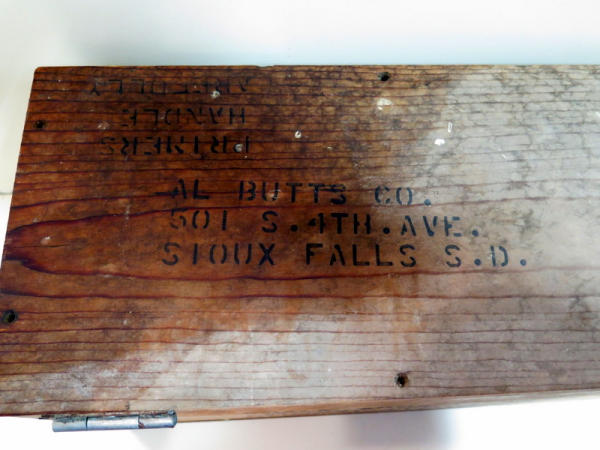 PRIMERS
HANDLE
CAREFULLY
AL BUTTS CO.
501 S. 4TH. AVE.
SIOUX FALLS S.D.